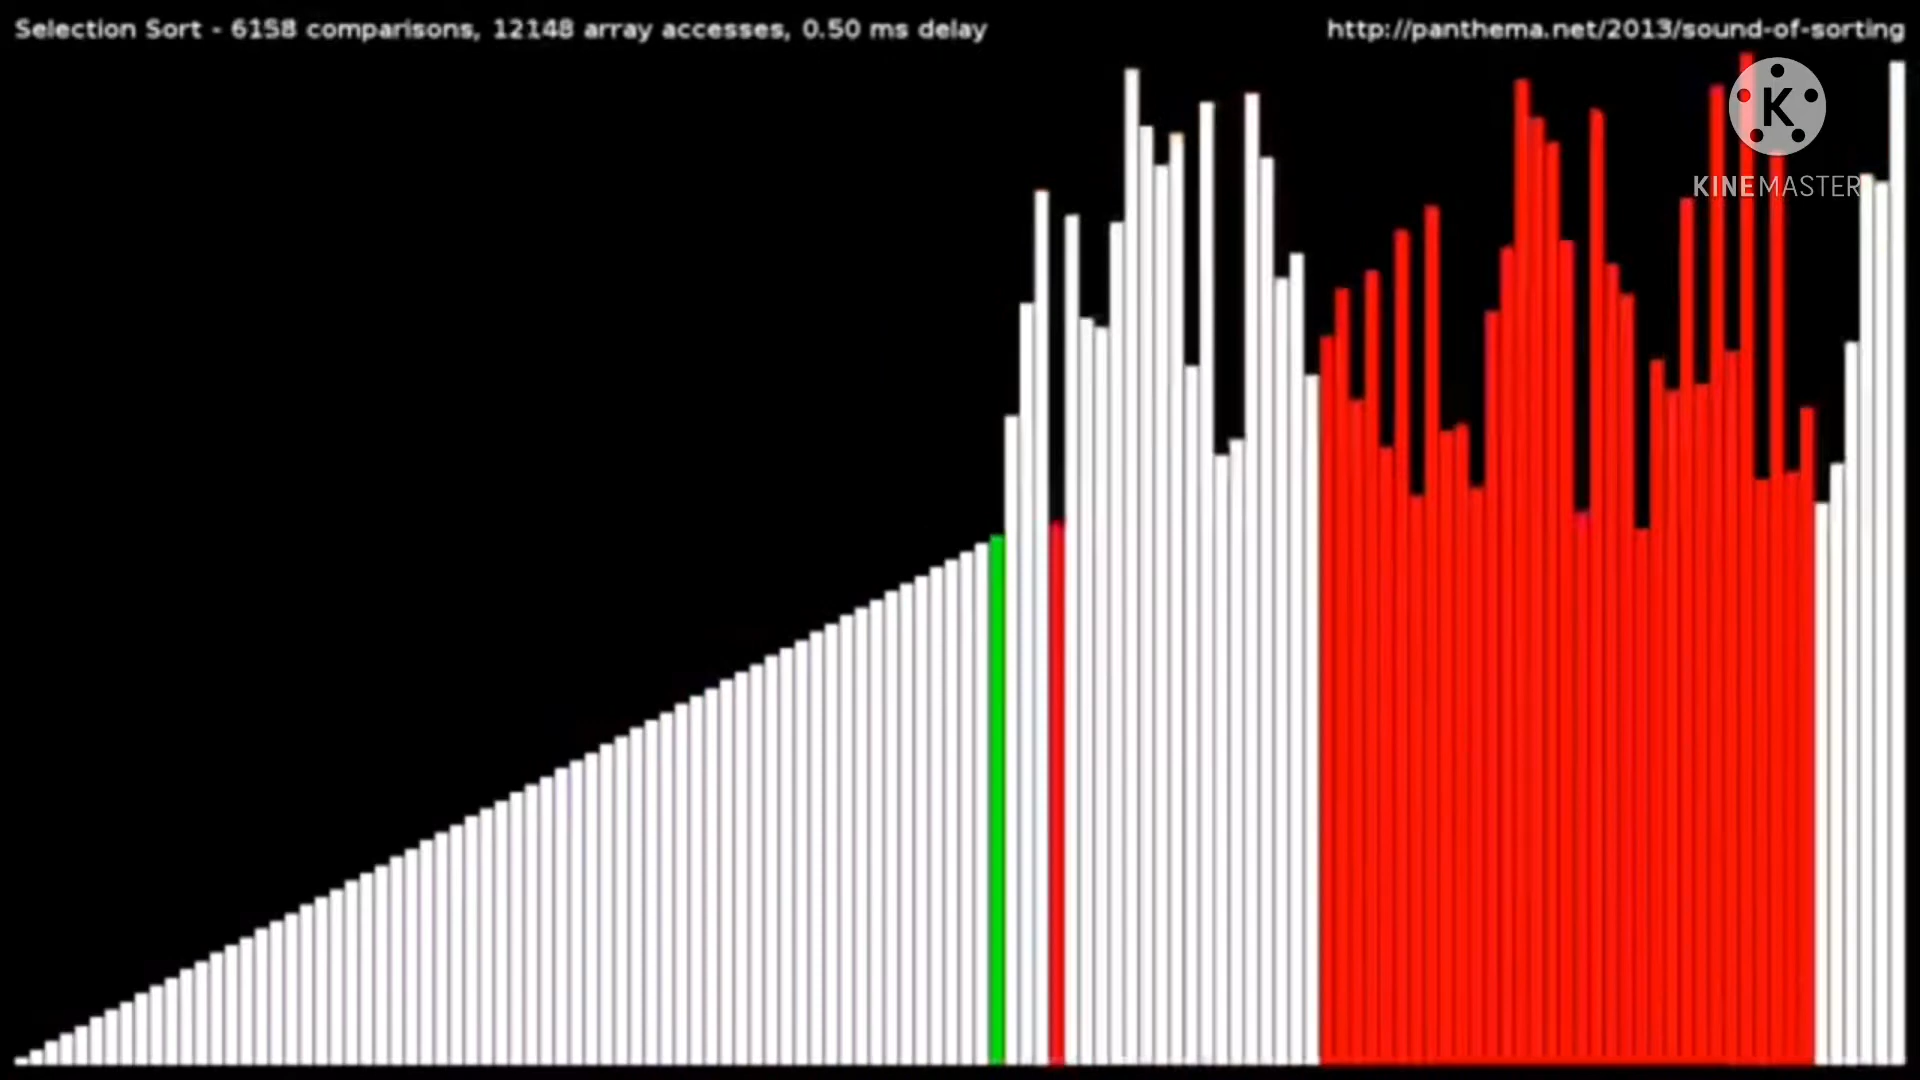 Selection Sort - 6158 comparisons, 12148 array accesses, 0.50 ms delay
http://panthema.net/2013/sound-of-sorting
K
KINEMASTER